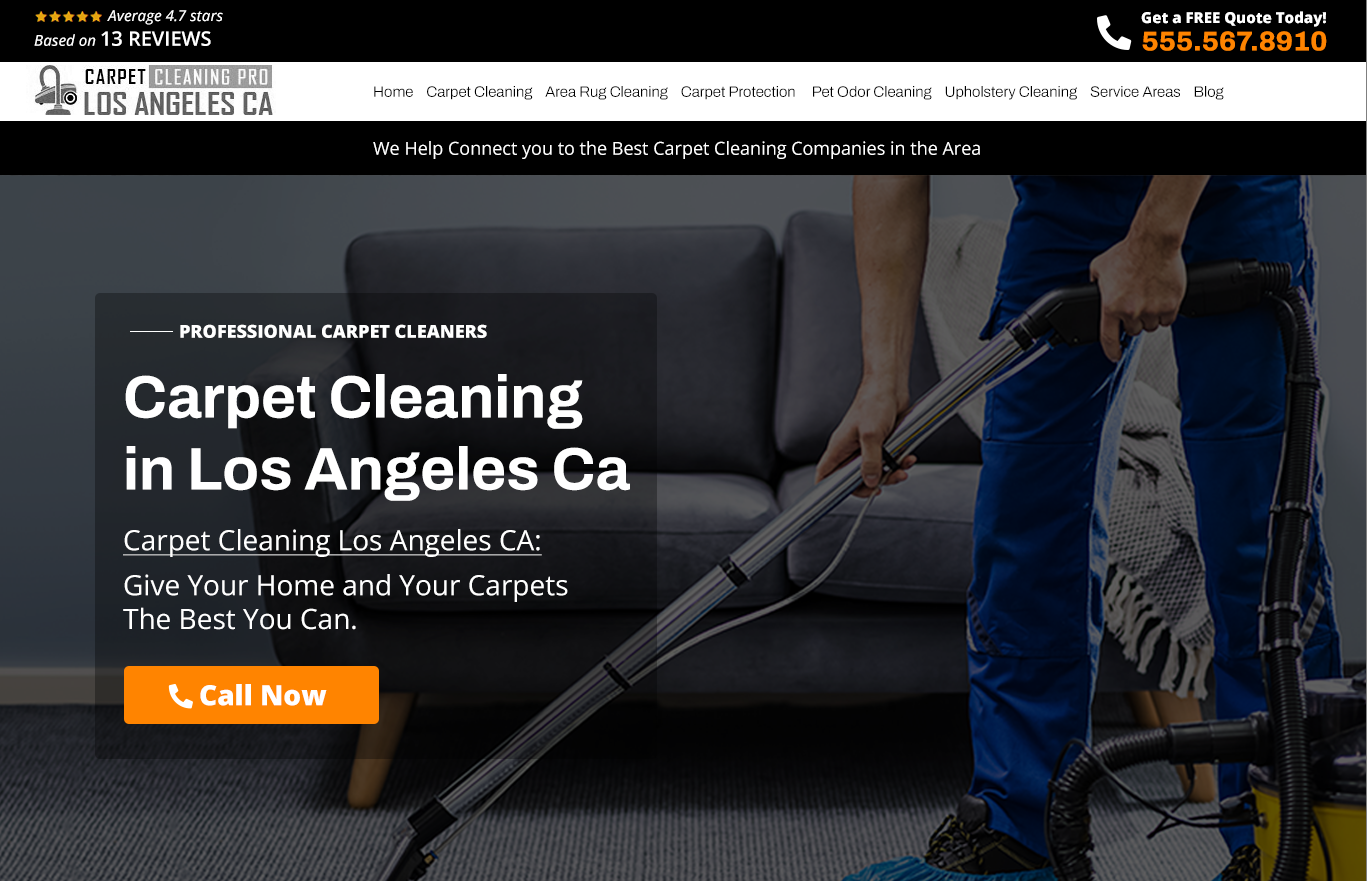 Average 4.7 stars
Based on 13 REVIEWS
Get a FREE Quote Today!
555.567.8910
CARPET CLEANING PRO
LOS ANGELES CA
Home Carpet Cleaning Area Rug Cleaning Carpet Protection Pet Odor Cleaning Upholstery Cleaning Service Areas Blog
We Help Connect you to the Best Carpet Cleaning Companies in the Area
PROFESSIONAL CARPET CLEANERS
Carpet Cleaning
in Los Angeles Ca
Carpet Cleaning Los Angeles CA:
Give Your Home and Your Carpets
The Best You Can.
Call Now